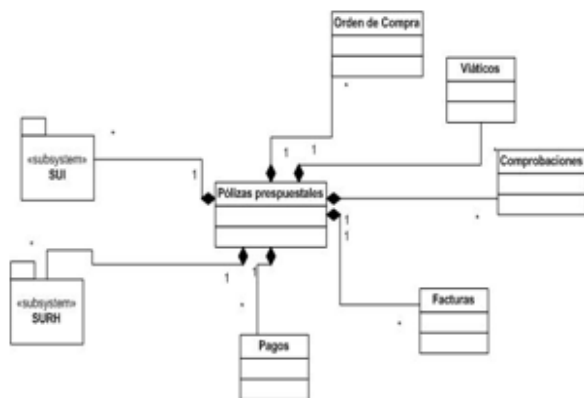 Orden de Compra
Viáticos
*
*
«subsystem»
SUI
1
1
1
*
Comprobaciones
Pólizas prespuestales
*
1
1
*
1
1
«subsystem»
SURH
*
Facturas
*
Pagos